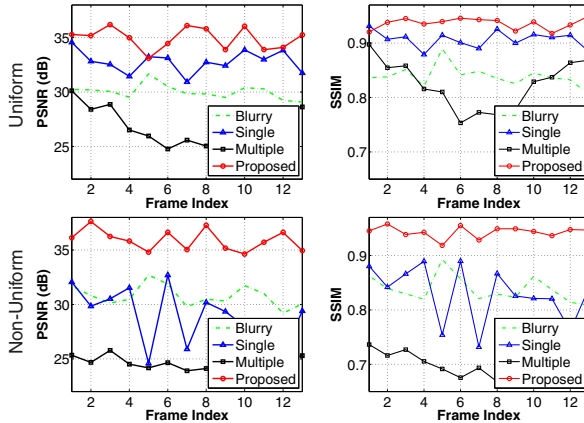 Uniform
PSNR (dB)
35
30
25
Blurry
Single
Multiple
Proposed
2 4 6 8 10 12
Frame Index
SSIM
0.9
0.8
0.7
Blurry
Single
Multiple
Proposed
2 4 6 8 10 12
Frame Index
Non-Uniform
PSNR (dB)
35
30
25
Blurry
Single
Multiple
Proposed
2 4 6 8 10 12
Frame Index
SSIM
0.9
0.8
0.7
Blurry
Single
Multiple
Proposed
2 4 6 8 10 12
Frame Index